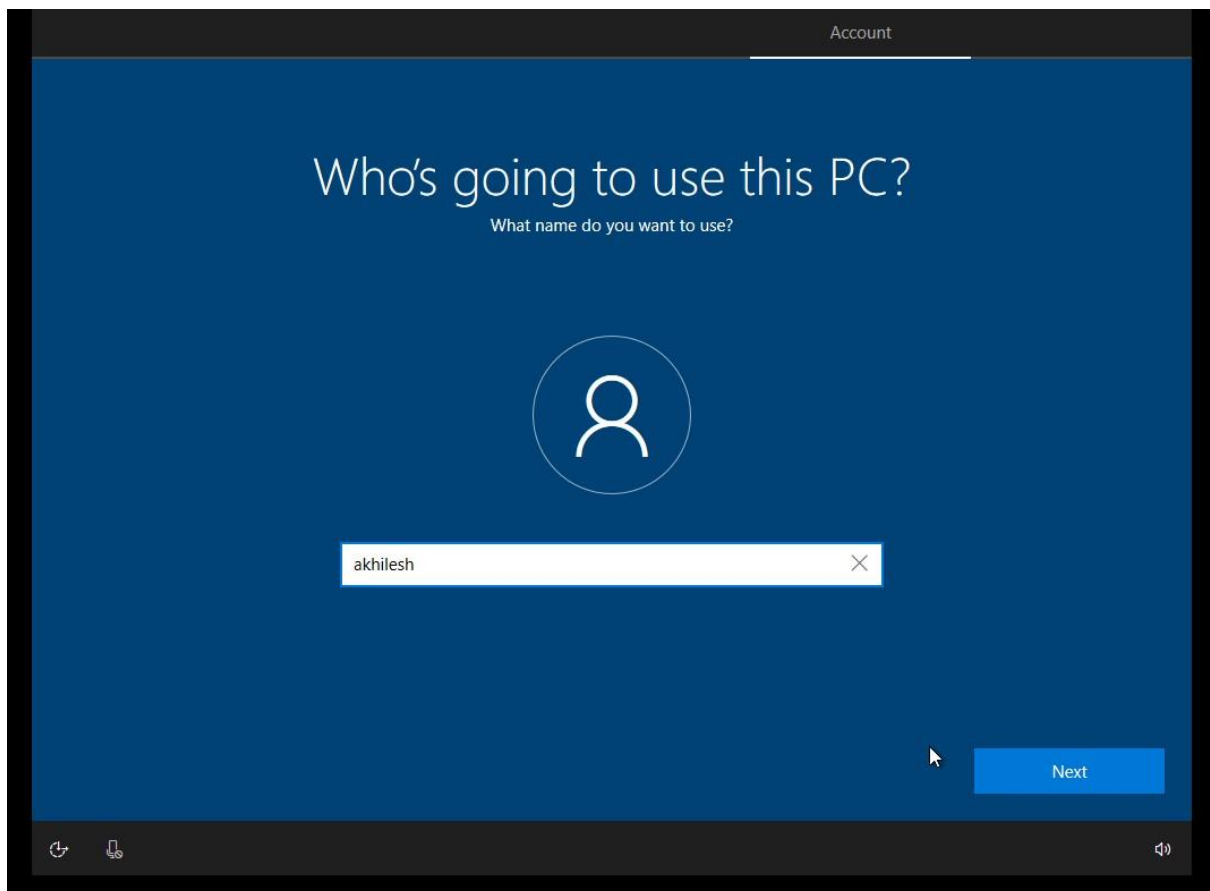 Account
Who's going to use this PC?
What name do you want to use?
akhilesh
Next